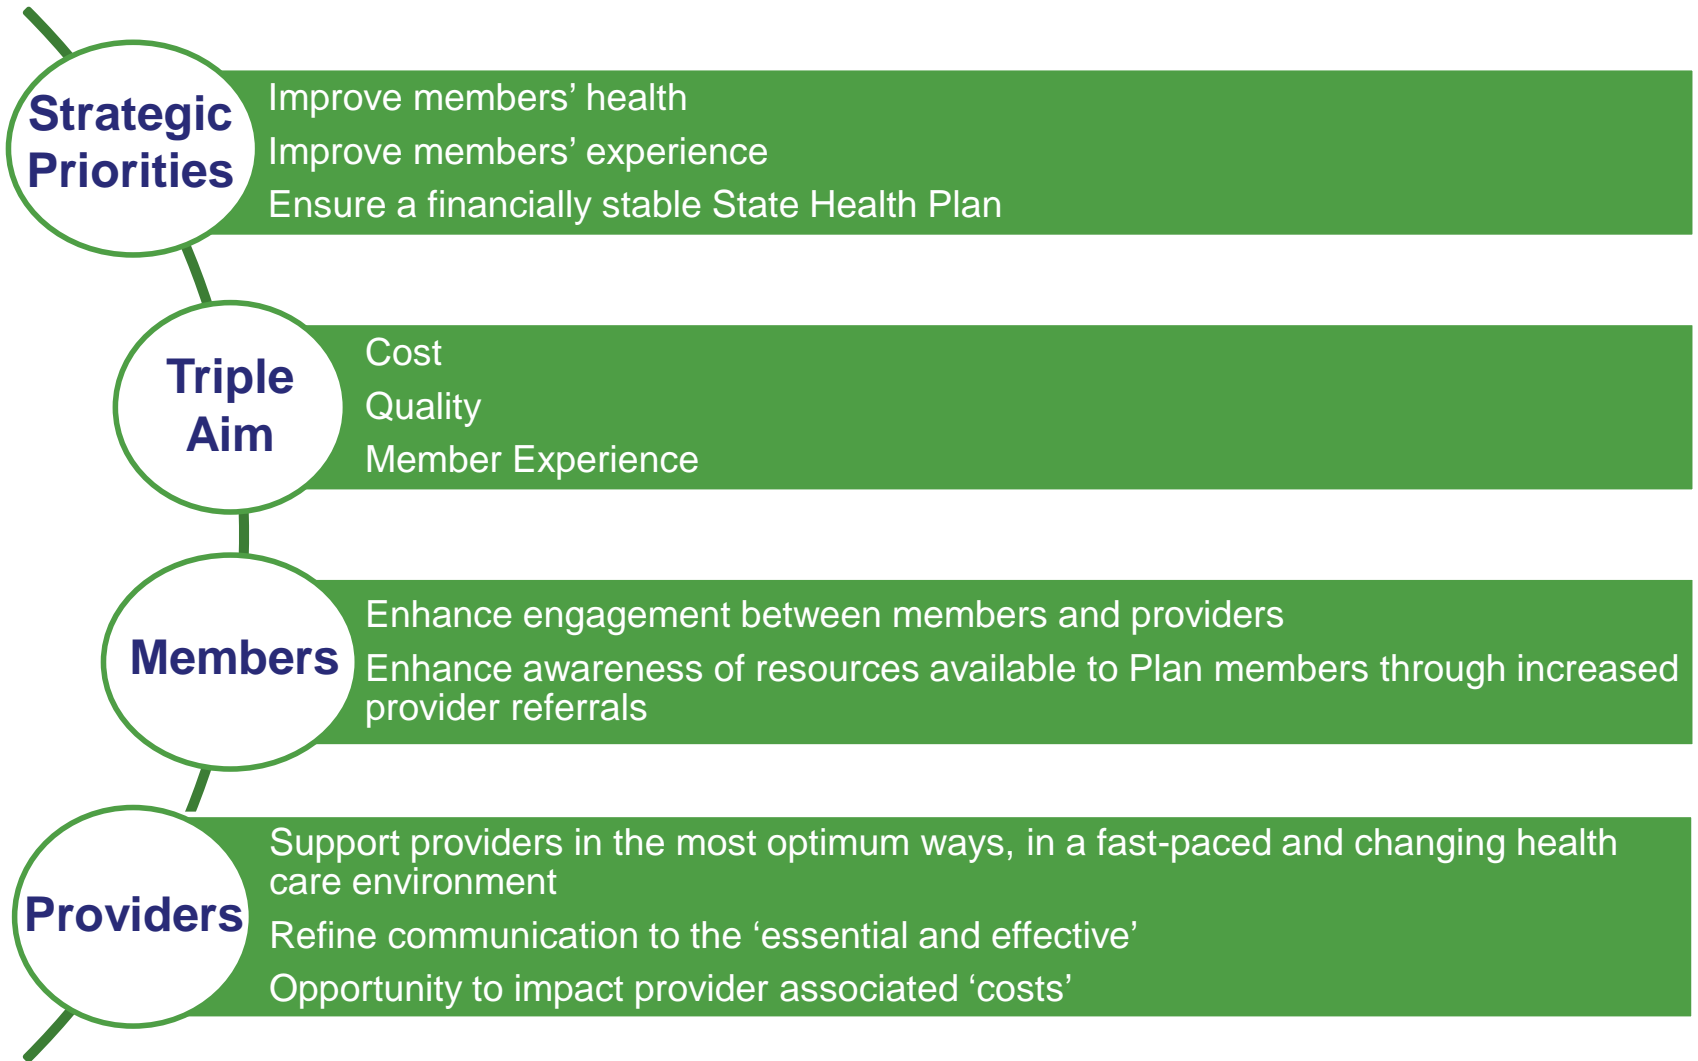 Strategic
Priorities
Improve members’ health
Improve members’ experience
Ensure a financially stable State Health Plan
Triple
Aim
Cost
Quality
Member Experience
Members
Enhance engagement between members and providers
Enhance awareness of resources available to Plan members through increased
provider referrals
Providers
Support providers in the most optimum ways, in a fast-paced and changing health
care environment
Refine communication to the ‘essential and effective’
Opportunity to impact provider associated ‘costs’